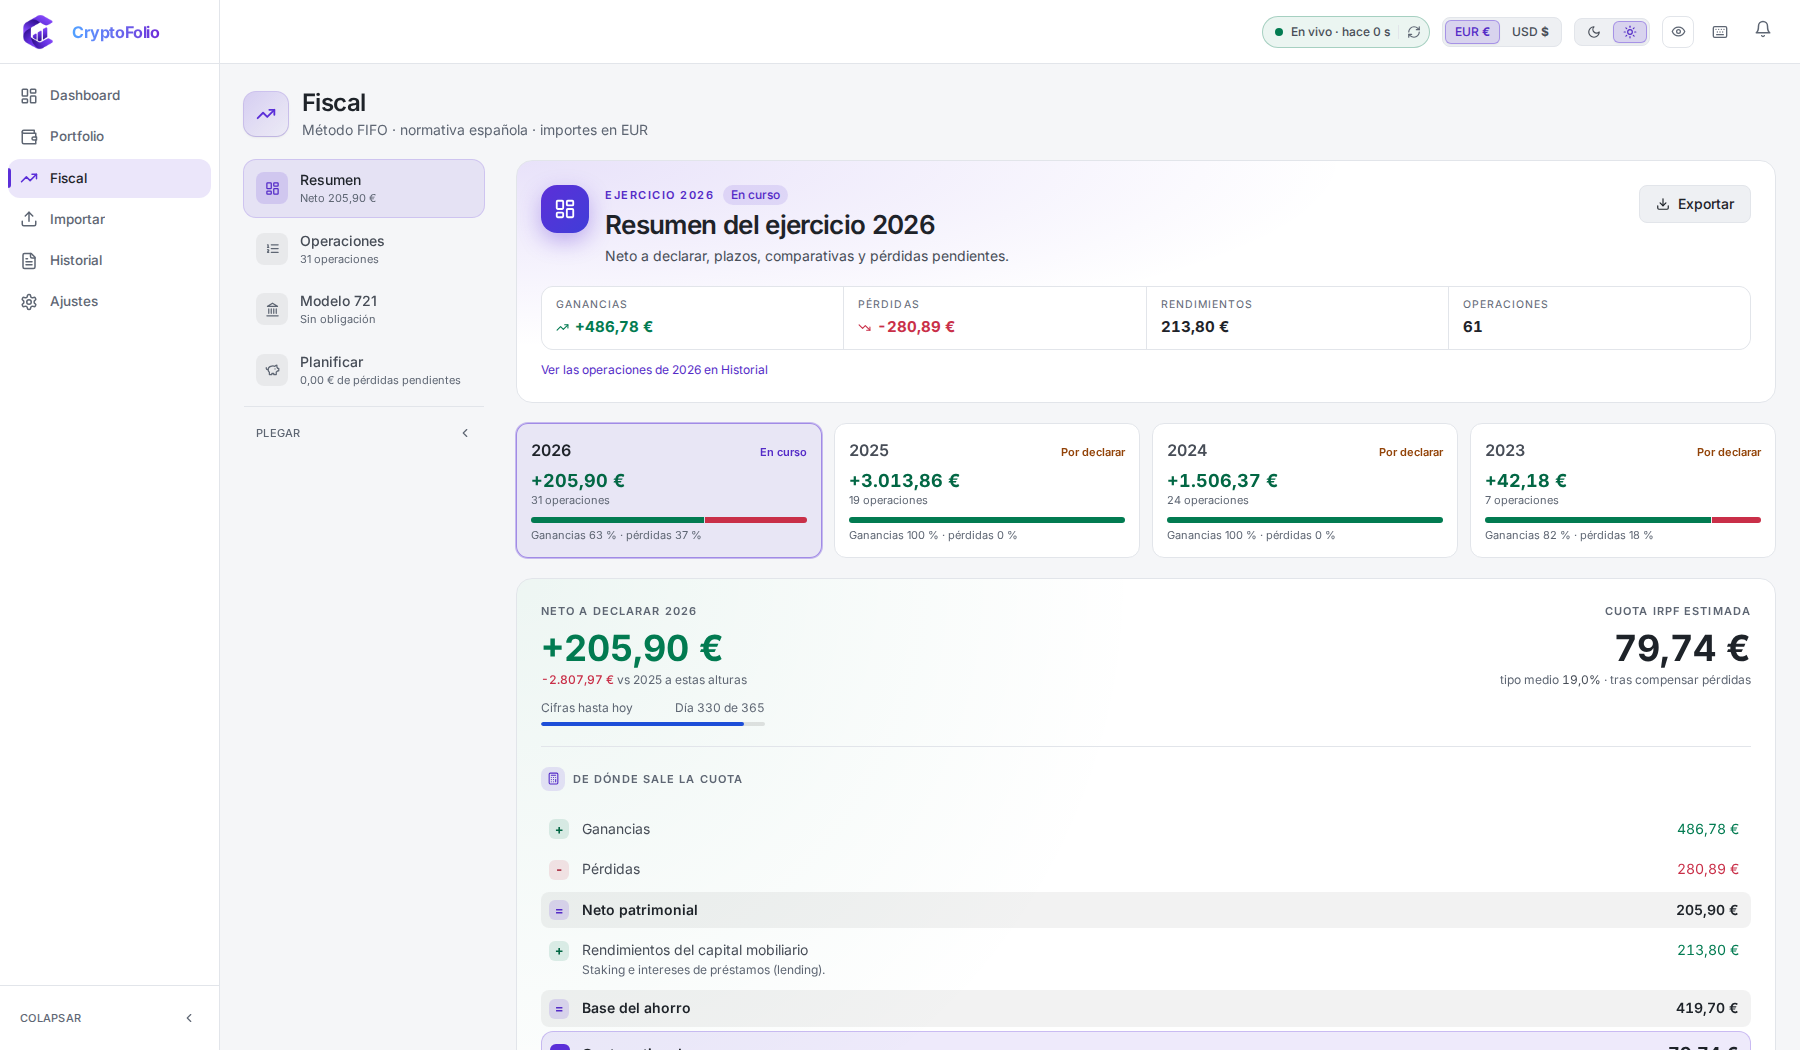 CryptoFolio
En vivo · hace 0 s
EUR €
USD $
Dashboard
Portfolio
Fiscal
Importar
Historial
Ajustes
COLAPSAR
Fiscal
Método FIFO · normativa española · importes en EUR
Resumen
Neto 205,90 €
Operaciones
31 operaciones
Modelo 721
Sin obligación
Planificar
0,00 € de pérdidas pendientes
PLEGAR
EJERCICIO 2026
En curso
Resumen del ejercicio 2026
Neto a declarar, plazos, comparativas y pérdidas pendientes.
Exportar
GANANCIAS
+486,78 €
PÉRDIDAS
-280,89 €
RENDIMIENTOS
213,80 €
OPERACIONES
61
Ver las operaciones de 2026 en Historial
2026
En curso
+205,90 €
31 operaciones
Ganancias 63 % · pérdidas 37 %
2025
Por declarar
+3.013,86 €
19 operaciones
Ganancias 100 % · pérdidas 0 %
2024
Por declarar
+1.506,37 €
24 operaciones
Ganancias 100 % · pérdidas 0 %
2023
Por declarar
+42,18 €
7 operaciones
Ganancias 82 % · pérdidas 18 %
NETO A DECLARAR 2026
+205,90 €
-2.807,97 € vs 2025 a estas alturas
Cifras hasta hoy
Día 330 de 365
CUOTA IRPF ESTIMADA
79,74 €
tipo medio 19,0% · tras compensar pérdidas
DE DÓNDE SALE LA CUOTA
+ Ganancias 486,78 €
- Pérdidas 280,89 €
= Neto patrimonial 205,90 €
+ Rendimientos del capital mobiliario 213,80 €
Staking e intereses de préstamos (lending).
= Base del ahorro 419,70 €